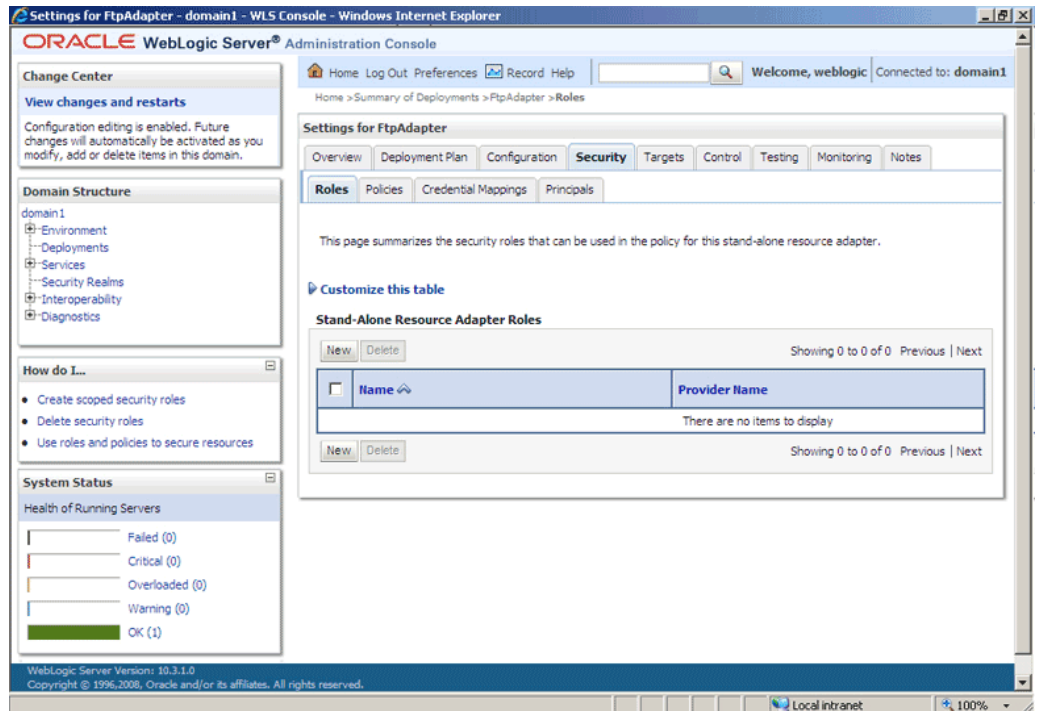 Settings for FtpAdapter - domain1 - WLS Console - Windows Internet Explorer
ORACLE WebLogic Server® Administration Console
Change Center
View changes and restarts
Configuration editing is enabled. Future
changes will automatically be activated as you
modify, add or delete items in this domain.
Domain Structure
domain1
Environment
Deployments
Services
Security Realms
Interoperability
Diagnostics
How do I...
Create scoped security roles
Delete security roles
Use roles and policies to secure resources
System Status
Health of Running Servers
Failed (0)
Critical (0)
Overloaded (0)
Warning (0)
OK (1)
Home Log Out Preferences Record Help
Welcome, weblogic Connected to: domain1
Home >Summary of Deployments >FtpAdapter >Roles
Settings for FtpAdapter
Overview Deployment Plan Configuration Security Targets Control Testing Monitoring Notes
Roles Policies Credential Mappings Principals
This page summarizes the security roles that can be used in the policy for this stand-alone resource adapter.
Customize this table
Stand-Alone Resource Adapter Roles
New Delete Showing 0 to 0 of 0 Previous | Next
Name Provider Name
There are no items to display
New Delete Showing 0 to 0 of 0 Previous | Next
WebLogic Server Version: 10.3.1.0
Copyright © 1996,2008, Oracle and/or its affiliates. All rights reserved.
Local intranet 100%